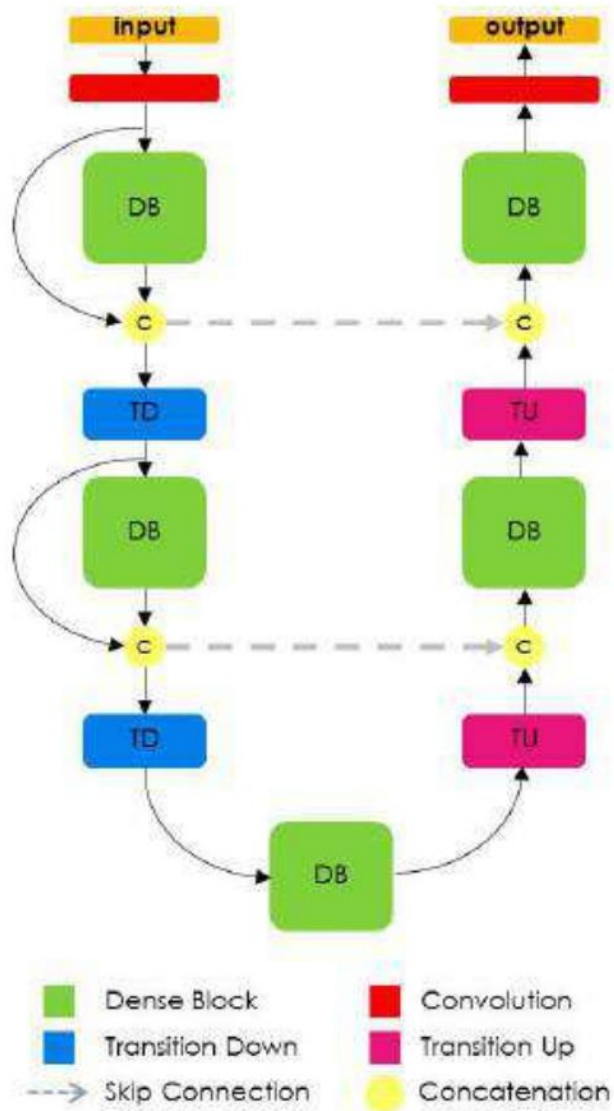 input output
DB DB
C C
TD TU
DB DB
C C
TD TU
DB
Dense Block Convolution
Transition Down Transition Up
Skip Connection Concatenation